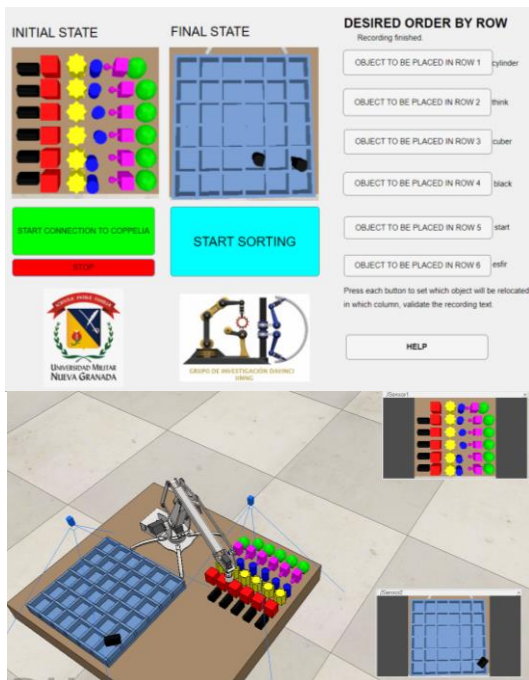 INITIAL STATE
FINAL STATE
DESIRED ORDER BY ROW
Recording finished.
OBJECT TO BE PLACED IN ROW 1 cylinder
OBJECT TO BE PLACED IN ROW 2 think
OBJECT TO BE PLACED IN ROW 3 cuber
OBJECT TO BE PLACED IN ROW 4 black
OBJECT TO BE PLACED IN ROW 5 start
OBJECT TO BE PLACED IN ROW 6 esfir
START CONNECTION TO COPPELIA
STOP
START SORTING
Press each button to set which object will be relocated
in which column, validate the recording text.
HELP
UNIVERSIDAD MILITAR
NUEVA GRANADA
GRUPO DE INVESTIGACIÓN DAVINCI
UMNG
/Sensor1